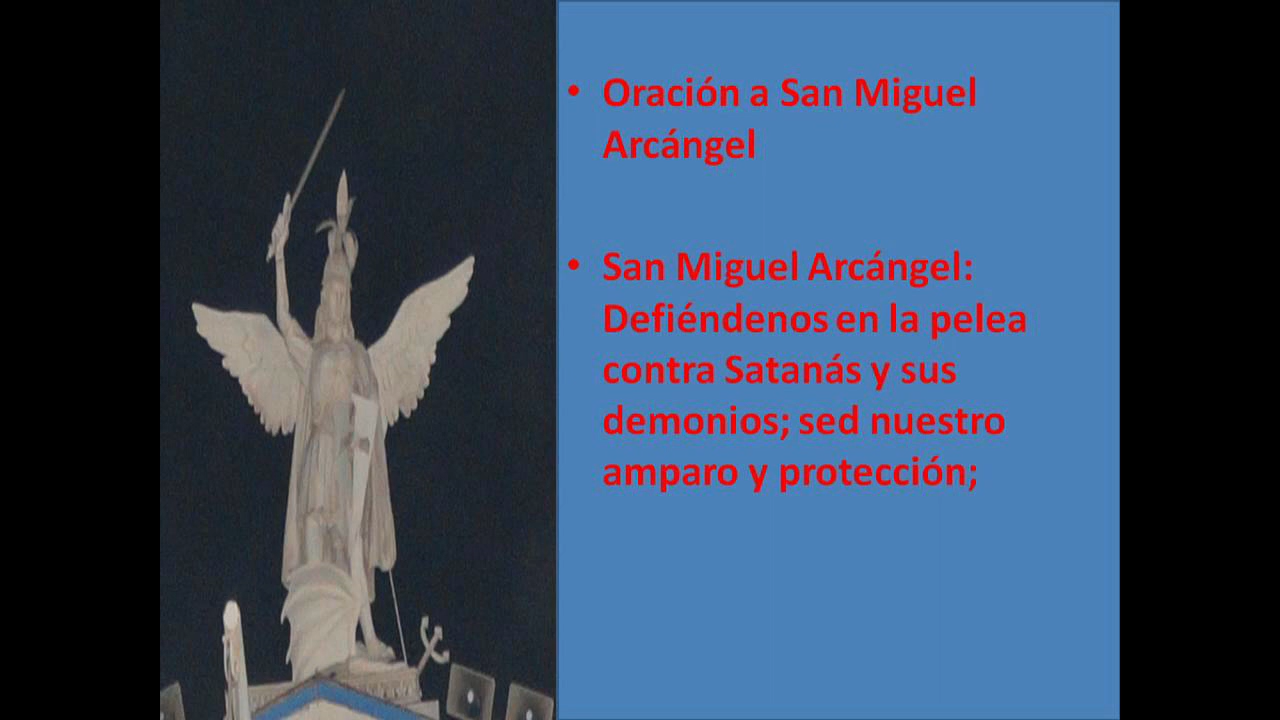 • Oración a San Miguel
Arcángel
• San Miguel Arcángel:
Defiéndenos en la pelea
contra Satanás y sus
demonios; sed nuestro
amparo y protección;